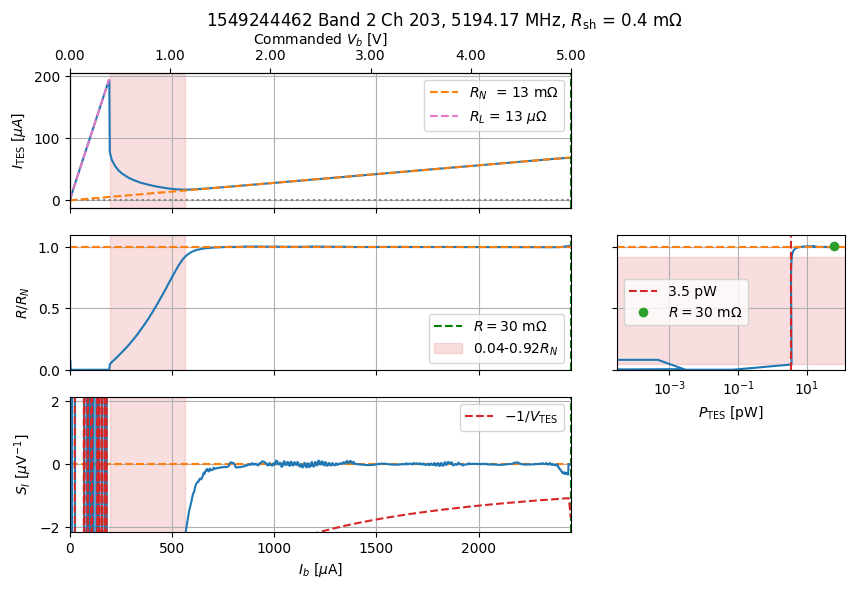 1549244462 Band 2 Ch 203, 5194.17 MHz, R_sh = 0.4 mΩ
Commanded V_b [V]
0.00 1.00 2.00 3.00 4.00 5.00
I_TES [μA]
200
100
0
R_N = 13 mΩ
R_L = 13 μΩ
R/R_N
1.0
0.5
0.0
R = 30 mΩ
0.04-0.92R_N
3.5 pW
R = 30 mΩ
10^−3 10^−1 10^1
P_TES [pW]
S_I [μV^−1]
2
0
−2
−1/V_TES
0 500 1000 1500 2000
I_b [μA]